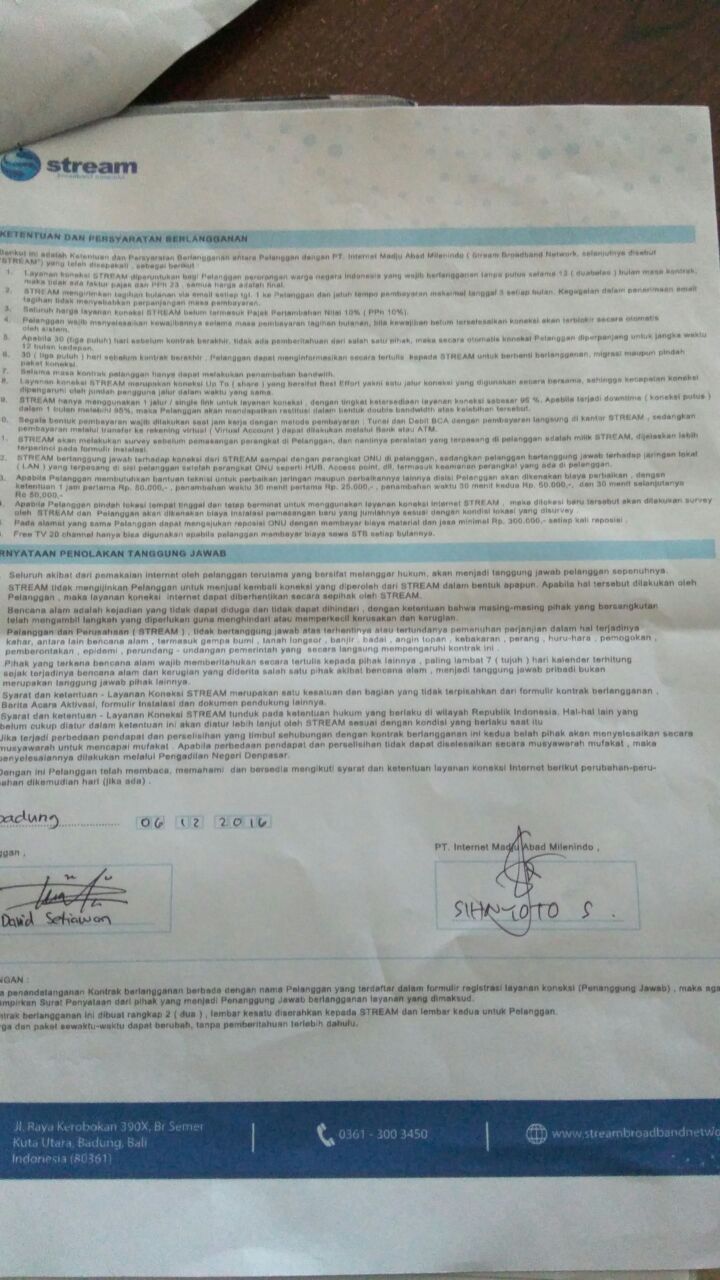 stream
broadband networks
KETENTUAN DAN PERSYARATAN BERLANGGANAN
Berikut ini adalah Ketentuan dan Persyaratan Berlangganan antara Pelanggan dengan PT. Internet Madju Abad Milenindo ( Stream Broadband Network, selanjutnya disebut
"STREAM") yang telah disepakati , sebagai berikut :
1. Layanan koneksi STREAM diperuntukan bagi Pelanggan perorangan warga negara Indonesia yang wajib berlangganan tanpa putus selama 12 ( duabelas ) bulan masa kontrak,
maka tidak ada faktur pajak dan PPh 23 , semua harga adalah final.
2. STREAM mengirimkan tagihan bulanan via email setiap tgl. 1 ke Pelanggan dan jatuh tempo pembayaran maksimal tanggal 3 setiap bulan. Kegagalan dalam penerimaan email
tagihan tidak menyebabkan perpanjangan masa pembayaran.
3. Seluruh harga layanan koneksi STREAM belum termasuk Pajak Pertambahan Nilai 10% ( PPn 10%).
4. Pelanggan wajib menyelesaikan kewajibannya selama masa pembayaran tagihan bulanan, bila kewajiban belum terselesaikan koneksi akan terblokir secara otomatis
oleh sistem.
5. Apabila 30 (tiga puluh) hari sebelum kontrak berakhir, tidak ada pemberitahuan dari salah satu pihak, maka secara otomatis koneksi Pelanggan diperpanjang untuk jangka waktu
12 bulan kedepan.
6. 30 ( tiga puluh ) hari sebelum kontrak berakhir , Pelanggan dapat menginformasikan secara tertulis kepada STREAM untuk berhenti berlangganan, migrasi maupun pindah
paket koneksi.
7. Selama masa kontrak pelanggan hanya dapat melakukan penambahan bandwith.
8. Layanan koneksi STREAM merupakan koneksi Up To ( share ) yang bersifat Best Effort yakni satu jalur koneksi yang digunakan secara bersama, sehingga kecepatan koneksi
dipengaruhi oleh jumlah pengguna jalur dalam waktu yang sama.
9. STREAM hanya menggunakan 1 jalur / single link untuk layanan koneksi , dengan tingkat ketersediaan layanan koneksi sebesar 95 %. Apabila terjadi downtime ( koneksi putus )
dalam 1 bulan melebihi 95%, maka Pelanggan akan mendapatkan restitusi dalam bentuk double bandwidth atas kelebihan tersebut.
0. Segala bentuk pembayaran wajib dilakukan saat jam kerja dengan metode pembayaran : Tunai dan Debit BCA dengan pembayaran langsung di kantor STREAM , sedangkan
pembayaran melalui transfer ke rekening virtual ( Virtual Account ) dapat dilakukan melalui Bank atau ATM.
1. STREAM akan melakukan survey sebelum pemasangan perangkat di Pelanggan, dan nantinya peralatan yang terpasang di pelanggan adalah milik STREAM, dijelaskan lebih
terperinci pada formulir instalasi.
2. STREAM bertanggung jawab terhadap koneksi dari STREAM sampai dengan perangkat ONU di pelanggan, sedangkan pelanggan bertanggung jawab terhadap jaringan lokal
( LAN ) yang terpasang di sisi pelanggan setelah perangkat ONU seperti HUB, Access point, dll, termasuk keamanan perangkat yang ada di pelanggan.
3. Apabila Pelanggan membutuhkan bantuan teknisi untuk perbaikan jaringan maupun perbaikannya lainnya disisi Pelanggan akan dikenakan biaya perbaikan , dengan
ketentuan 1 jam pertama Rp. 50.000,- , penambahan waktu 30 menit pertama Rp. 25.000,- , penambahan waktu 30 menit kedua Rp. 50.000,- dan 30 menit selanjutanya
Rp 50,000,-
Apabila Pelanggan pindah lokasi tempat tinggal dan tetap berminat untuk menggunakan layanan koneksi Internet STREAM , maka dilokasi baru tersebut akan dilakukan survey
oleh STREAM dan Pelanggan akan dikenakan biaya instalasi pemasangan baru yang jumlahnya sesuai dengan kondisi lokasi yang disurvey .
Pada alamat yang sama Pelanggan dapat mengajukan reposisi ONU dengan membayar biaya material dan jasa minimal Rp. 300.000,- setiap kali reposisi .
Free TV 20 channel hanya bisa digunakan apabila pelanggan membayar biaya sewa STB setiap bulannya.
RNYATAAN PENOLAKAN TANGGUNG JAWAB
Seluruh akibat dari pemakaian internet oleh pelanggan terutama yang bersifat melanggar hukum, akan menjadi tanggung jawab pelanggan sepenuhnya.
STREAM tidak mengijinkan Pelanggan untuk menjual kembali koneksi yang diperoleh dari STREAM dalam bentuk apapun. Apabila hal tersebut dilakukan oleh
Pelanggan , maka layanan koneksi internet dapat diberhentikan secara sepihak oleh STREAM.
Bencana alam adalah kejadian yang tidak dapat diduga dan tidak dapat dihindari , dengan ketentuan bahwa masing-masing pihak yang bersangkutan
telah mengambil langkah yang diperlukan guna menghindari atau memperkecil kerusakan dan kerugian.
Pelanggan dan Perusahaan ( STREAM ) , tidak bertanggung jawab atas terhentinya atau tertundanya pemenuhan perjanjian dalam hal terjadinya
kahar, antara lain bencana alam , termasuk gempa bumi , tanah longsor , banjir , badai , angin topan , kebakaran , perang , huru-hara , pemogokan ,
pemberontakan , epidemi , perundang - undangan pemerintah yang secara langsung mempengaruhi kontrak ini .
Pihak yang terkena bencana alam wajib memberitahukan secara tertulis kepada pihak lainnya , paling lambat 7 ( tujuh ) hari kalender terhitung
sejak terjadinya bencana alam dan kerugian yang diderita salah satu pihak akibat bencana alam , menjadi tanggung jawab pribadi bukan
merupakan tanggung jawab pihak lainnya.
Syarat dan ketentuan - Layanan Koneksi STREAM merupakan satu kesatuan dan bagian yang tidak terpisahkan dari formulir kontrak berlangganan ,
Barita Acara Aktivasi, formulir Instalasi dan dokumen pendukung lainnya.
Syarat dan ketentuan - Layanan Koneksi STREAM tunduk pada ketentuan hukum yang berlaku di wilayah Republik Indonesia. Hal-hal lain yang
belum cukup diatur dalam ketentuan ini akan diatur lebih lanjut oleh STREAM sesuai dengan kondisi yang berlaku saat itu
Jika terjadi perbedaan pendapat dan perselisihan yang timbul sehubungan dengan kontrak berlangganan ini kedua belah pihak akan menyelesaikan secara
musyawarah untuk mencapai mufakat . Apabila perbedaan pendapat dan perselisihan tidak dapat diselesaikan secara musyawarah mufakat , maka
penyelesaiannya dilakukan melalui Pengadilan Negeri Denpasar.
Dengan ini Pelanggan telah membaca, memahami dan bersedia mengikuti syarat dan ketentuan layanan koneksi Internet berikut perubahan-peru-
bahan dikemudian hari (jika ada) .
badung 06 12 2016
ggan , PT. Internet Madju Abad Milenindo ,
David Setiawan SIHNYOTO S .
NGAN :
a penandatanganan Kontrak berlangganan berbeda dengan nama Pelanggan yang terdaftar dalam formulir registrasi layanan koneksi (Penanggung Jawab) , maka aga
mpirkan Surat Penyataan dari pihak yang menjadi Penanggung Jawab berlangganan layanan yang dimaksud.
ntrak berlangganan ini dibuat rangkap 2 ( dua ) , lembar kesatu diserahkan kepada STREAM dan lembar kedua untuk Pelanggan.
rga dan paket sewaktu-waktu dapat berubah, tanpa pemberitahuan terlebih dahulu.
Jl. Raya Kerobokan 390X, Br Semer
Kuta Utara, Badung, Bali
Indonesia (80361)
0361 - 300 3450
www.streambroadbandnetwo